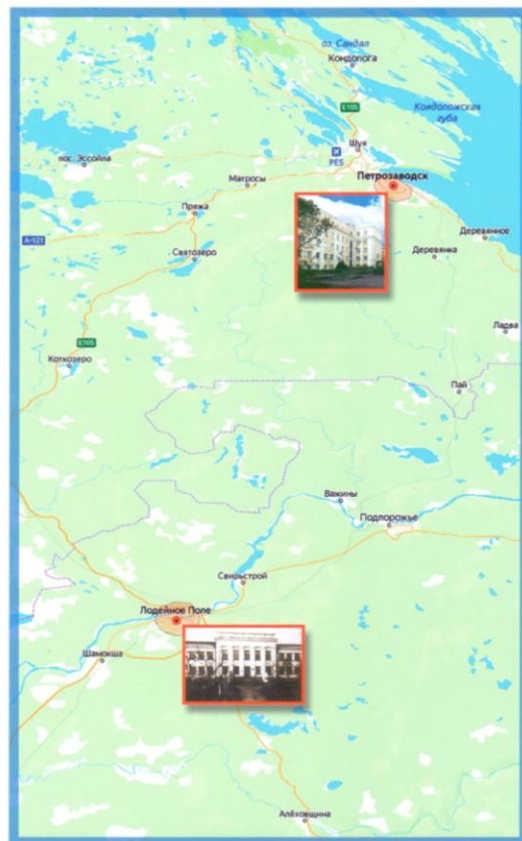 оз. Сандал
Кондопога
E105
Кондопожская
губа
Шуя
PES
пос. Эссойла
Матросы
Петрозаводск
Пряжа
A-121
Деревянное
Святозеро
Деревянка
Ладва
E105
Коткозеро
Пай
Важины
Подпорожье
Свирьстрой
Лодейное Поле
Шамокша
Алёховщина